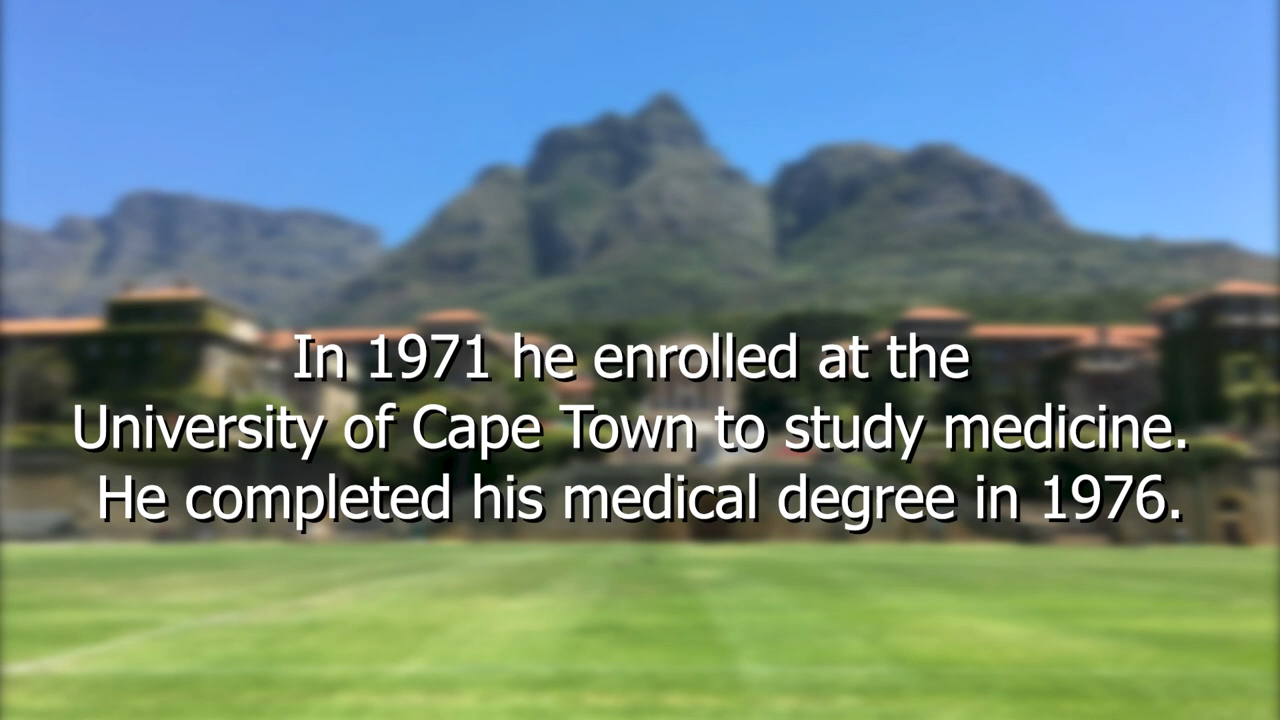 In 1971 he enrolled at the
University of Cape Town to study medicine.
He completed his medical degree in 1976.